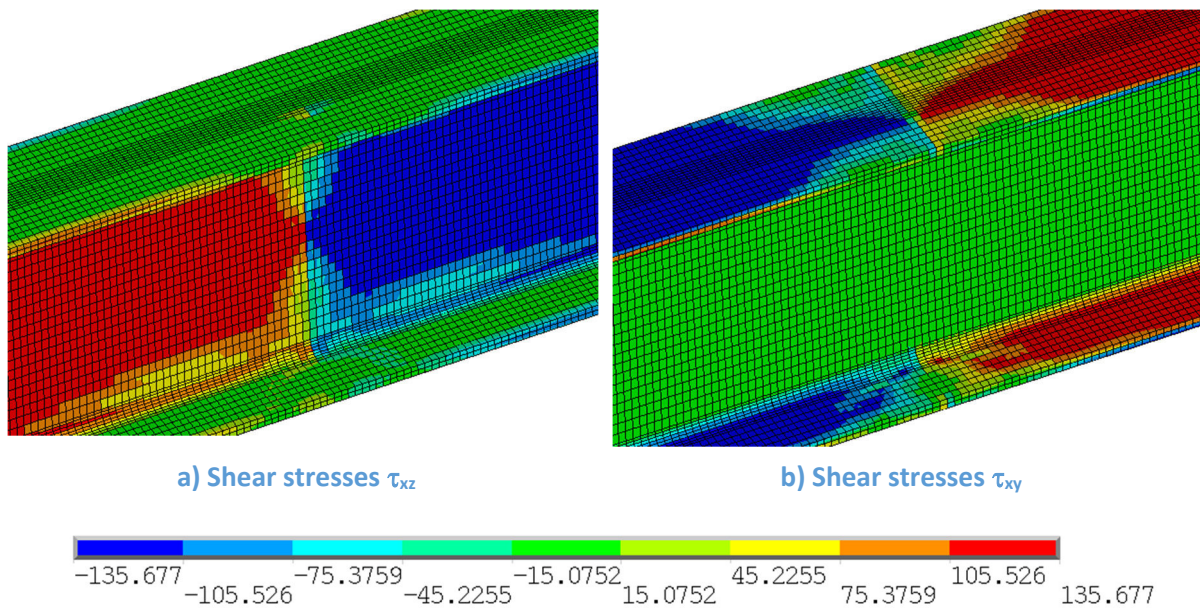 a) Shear stresses τxz
b) Shear stresses τxy
-135.677 -75.3759 -15.0752 45.2255 105.526
-105.526 -45.2255 15.0752 75.3759 135.677